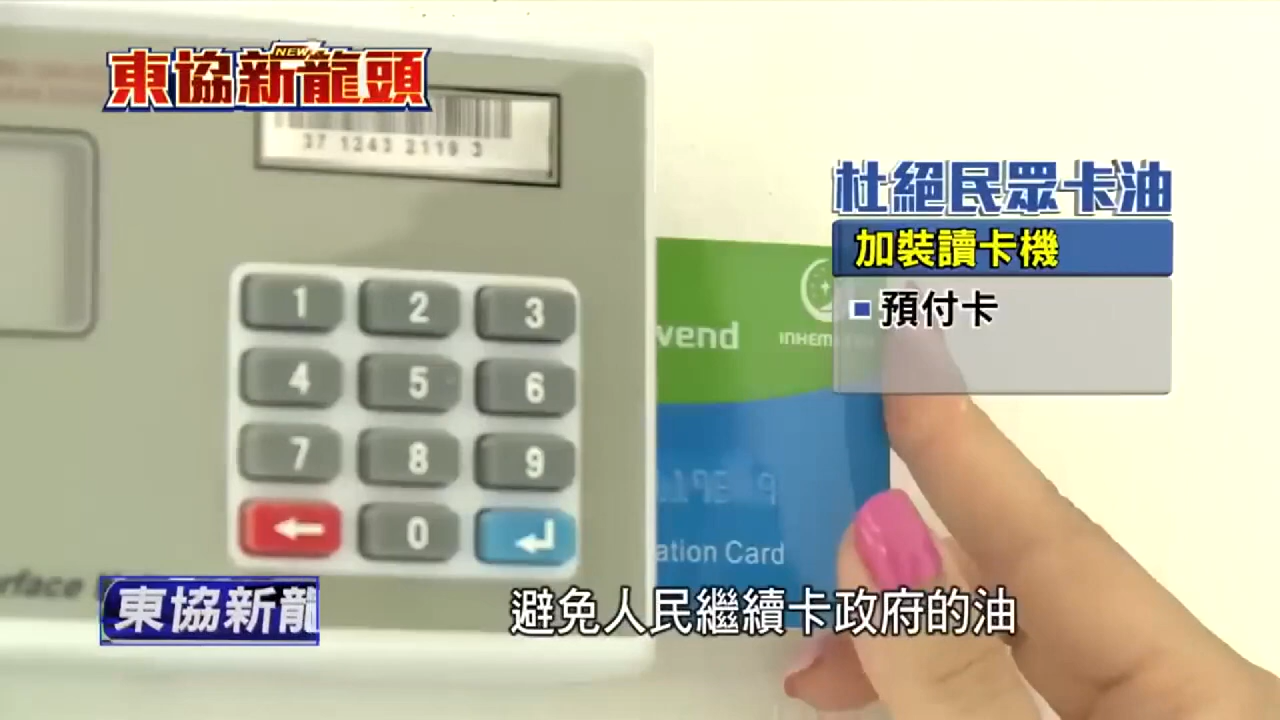 NEW
東協新龍頭
37 1243 2119 3
杜絕民眾卡油
加裝讀卡機
預付卡
vend
1
2
3
4
5
6
7
8
9
0
ation Card
東協新龍
避免人民繼續卡政府的油